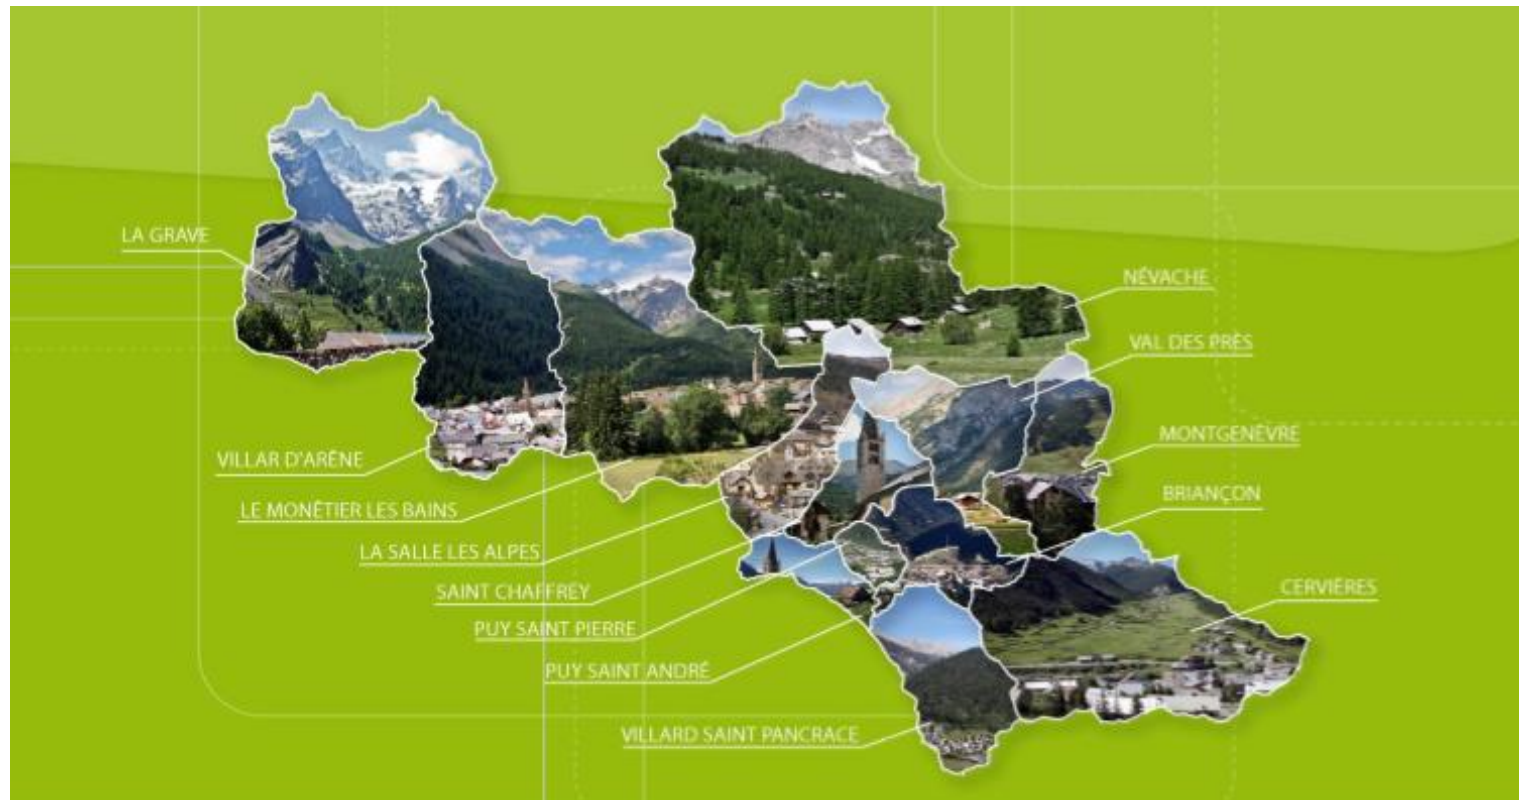 LA GRAVE
NÉVACHE
VAL DES PRÈS
MONTGENÈVRE
VILLAR D'ARÈNE
BRIANÇON
LE MONÊTIER LES BAINS
LA SALLE LES ALPES
CERVIÈRES
SAINT CHAFFREY
PUY SAINT PIERRE
PUY SAINT ANDRÉ
VILLARD SAINT PANCRACE